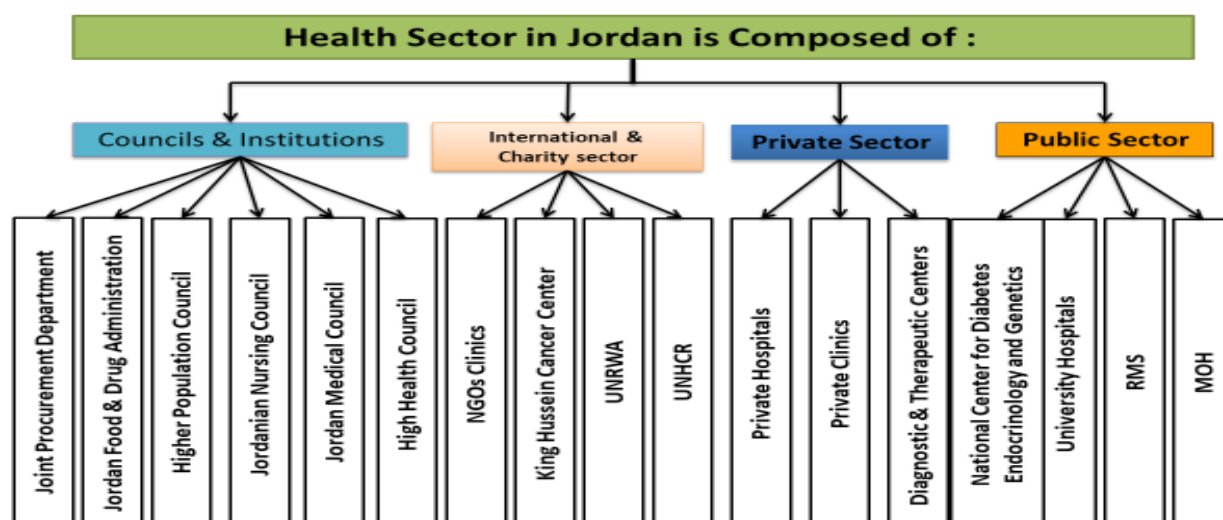 Health Sector in Jordan is Composed of :
Councils & Institutions
International &
Charity sector
Private Sector
Public Sector
Joint Procurement Department
Jordan Food & Drug Administration
Higher Population Council
Jordanian Nursing Council
Jordan Medical Council
High Health Council
NGOs Clinics
King Hussein Cancer Center
UNRWA
UNHCR
Private Hospitals
Private Clinics
Diagnostic & Therapeutic Centers
National Center for Diabetes
Endocrinology and Genetics
University Hospitals
RMS
MOH